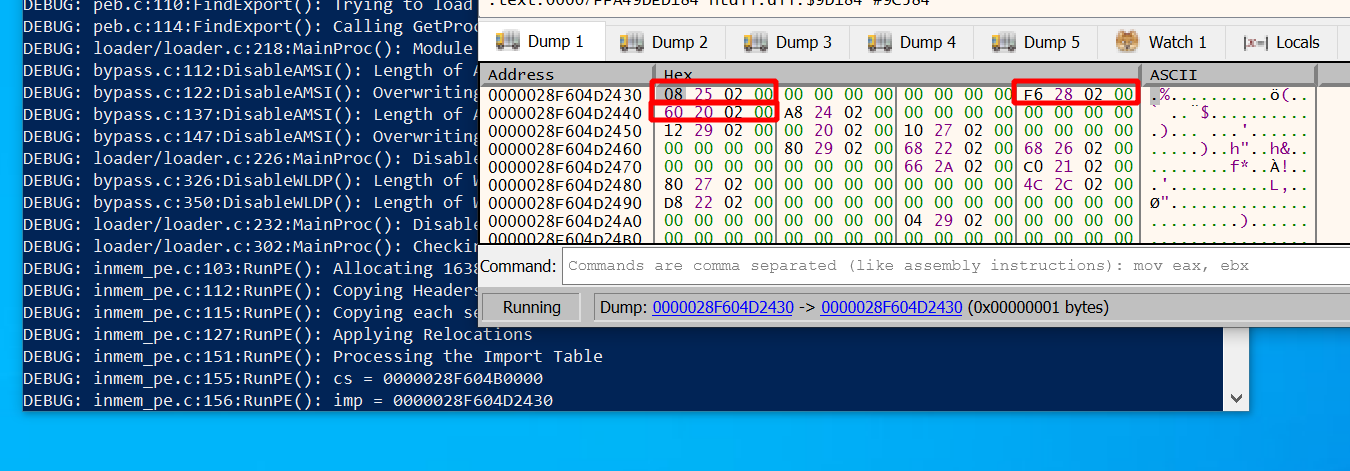 DEBUG: peb.c:110:FindExport(): Trying to load
.text:00007FFA49DED184 ntdll.dll:$9D184 #9C584
DEBUG: peb.c:114:FindExport(): Calling GetProc
DEBUG: loader/loader.c:218:MainProc(): Module
DEBUG: bypass.c:112:DisableAMSI(): Length of A
DEBUG: bypass.c:122:DisableAMSI(): Overwriting
DEBUG: bypass.c:137:DisableAMSI(): Length of A
DEBUG: bypass.c:147:DisableAMSI(): Overwriting
DEBUG: loader/loader.c:226:MainProc(): Disable
DEBUG: bypass.c:326:DisableWLDP(): Length of W
DEBUG: bypass.c:350:DisableWLDP(): Length of W
DEBUG: loader/loader.c:232:MainProc(): Disable
DEBUG: loader/loader.c:302:MainProc(): Checkin
DEBUG: inmem_pe.c:103:RunPE(): Allocating 1638
DEBUG: inmem_pe.c:112:RunPE(): Copying Headers
DEBUG: inmem_pe.c:115:RunPE(): Copying each se
DEBUG: inmem_pe.c:127:RunPE(): Applying Relocations
DEBUG: inmem_pe.c:151:RunPE(): Processing the Import Table
DEBUG: inmem_pe.c:155:RunPE(): cs = 0000028F604B0000
DEBUG: inmem_pe.c:156:RunPE(): imp = 0000028F604D2430
Dump 1 Dump 2 Dump 3 Dump 4 Dump 5 Watch 1 |x=| Locals
Address Hex ASCII
0000028F604D2430 08 25 02 00 00 00 00 00 00 00 00 00 F6 28 02 00 .%..........ö(..
0000028F604D2440 60 20 02 00 A8 24 02 00 00 00 00 00 00 00 00 00 ` ..¨$..........
0000028F604D2450 12 29 02 00 00 20 02 00 10 27 02 00 00 00 00 00 .)... ...'......
0000028F604D2460 00 00 00 00 80 29 02 00 68 22 02 00 68 26 02 00 .....)..h"..h&..
0000028F604D2470 00 00 00 00 00 00 00 00 66 2A 02 00 C0 21 02 00 ........f*..À!..
0000028F604D2480 80 27 02 00 00 00 00 00 00 00 00 00 4C 2C 02 00 .'..........L,..
0000028F604D2490 D8 22 02 00 00 00 00 00 00 00 00 00 00 00 00 00 Ø"..............
0000028F604D24A0 00 00 00 00 00 00 00 00 04 29 02 00 00 00 00 00 .........)......
0000028F604D24B0 00 00 00 00 00 00 00 00 00 00 00 00 00 00 00 00 ................
Command: Commands are comma separated (like assembly instructions): mov eax, ebx
Running Dump: 0000028F604D2430 -> 0000028F604D2430 (0x00000001 bytes)